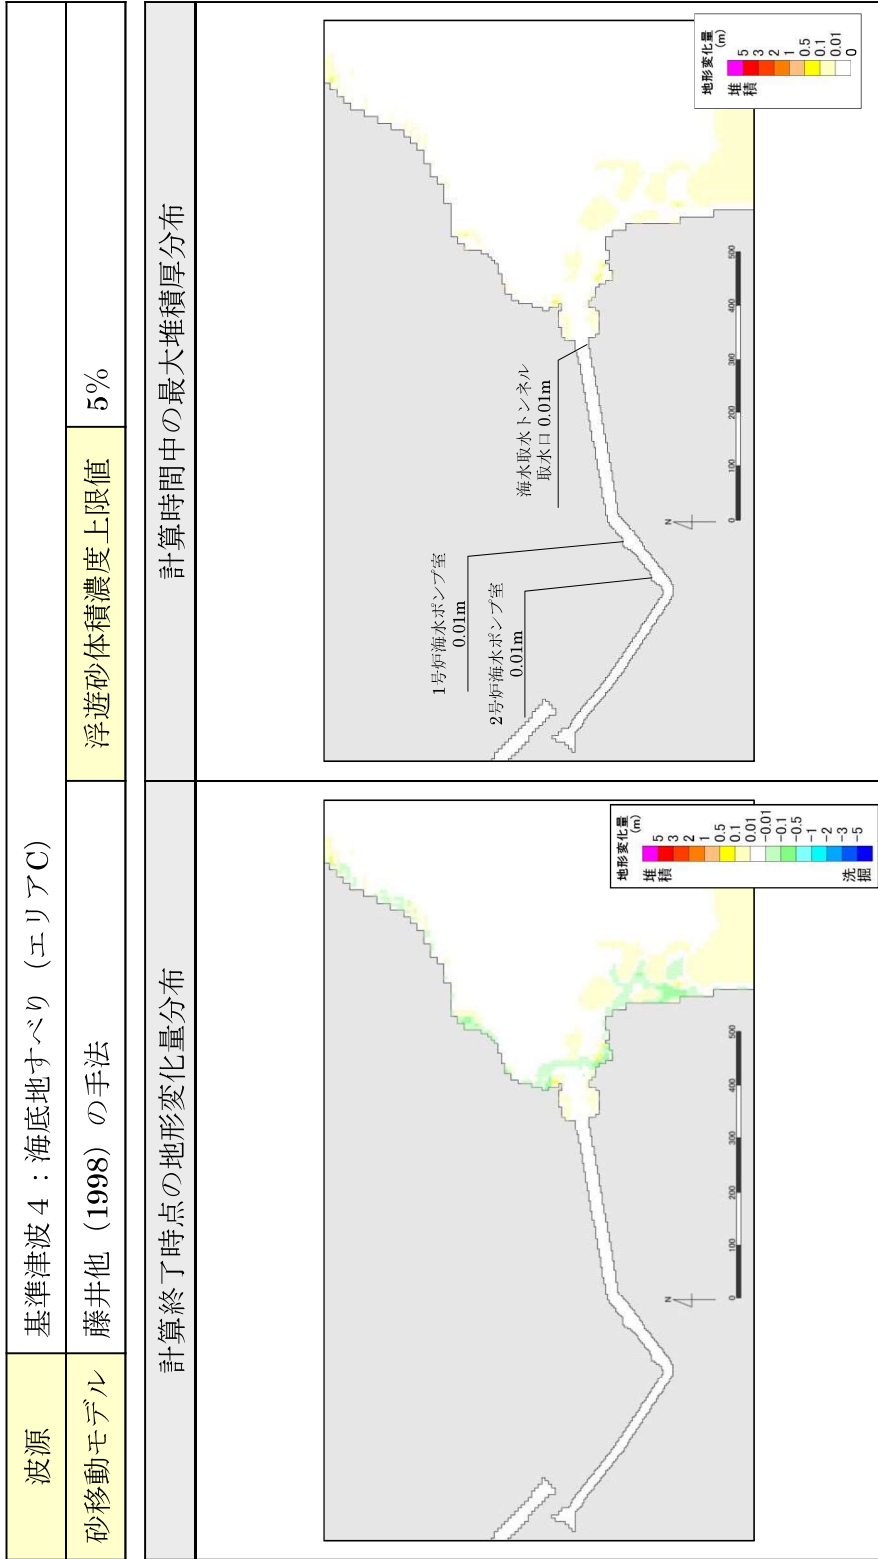 波源
基準津波４：海底地すべり（エリアC）
砂移動モデル
藤井他（1998）の手法
浮遊砂体積濃度上限値
5%
計算終了時点の地形変化量分布
計算時間中の最大堆積厚分布
N
0 100 200 300 400 500
地形変化量
(m)
堆積
5
3
2
1
0.5
0.1
0.01
-0.01
-0.1
-0.5
-1
-2
-3
-5
洗掘
1号炉海水ポンプ室
0.01m
2号炉海水ポンプ室
0.01m
海水取水トンネル
取水口 0.01m
N
0 100 200 300 400 500
地形変化量
(m)
堆積
5
3
2
1
0.5
0.1
0.01
0